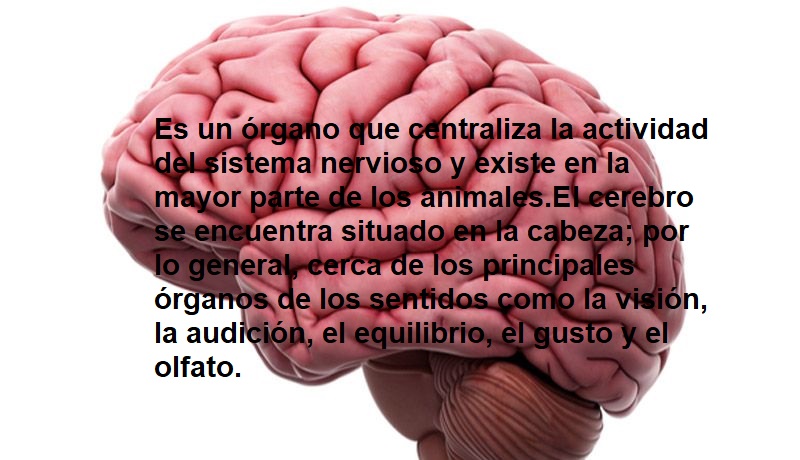 Es un órgano que centraliza la actividad
del sistema nervioso y existe en la
mayor parte de los animales.El cerebro
se encuentra situado en la cabeza; por
lo general, cerca de los principales
órganos de los sentidos como la visión,
la audición, el equilibrio, el gusto y el
olfato.